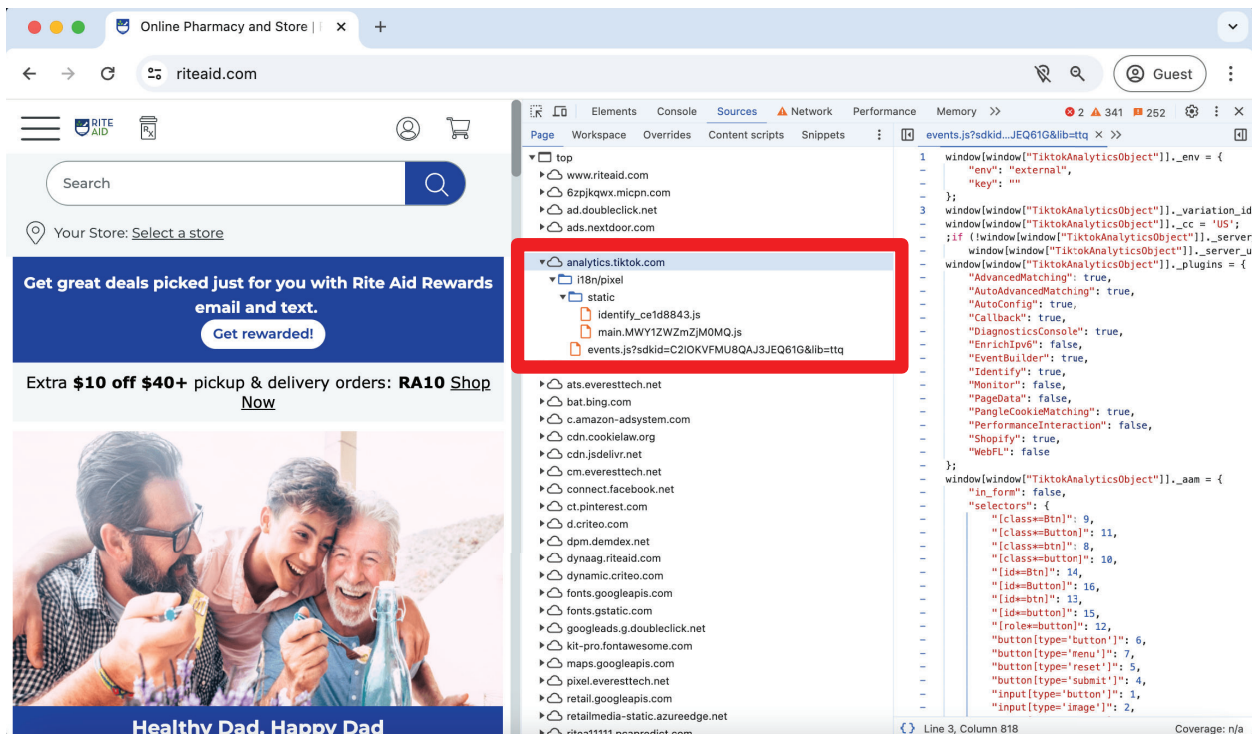 Online Pharmacy and Store |
riteaid.com
Guest
RITE
AID
Rx
Search
Your Store: Select a store
Get great deals picked just for you with Rite Aid Rewards
email and text.
Get rewarded!
Extra $10 off $40+ pickup & delivery orders: RA10 Shop
Now
Healthy Dad, Happy Dad
Elements Console Sources Network Performance Memory 2 341 252
Page Workspace Overrides Content scripts Snippets
top
www.riteaid.com
6zpjkqwx.micpn.com
ad.doubleclick.net
ads.nextdoor.com
analytics.tiktok.com
i18n/pixel
static
identify_ce1d8843.js
main.MWY1ZWZmZjM0MQ.js
events.js?sdkid=C2IOKVFMU8QAJ3JEQ61G&lib=ttq
ats.everesttech.net
bat.bing.com
c.amazon-adsystem.com
cdn.cookielaw.org
cdn.jsdelivr.net
cm.everesttech.net
connect.facebook.net
ct.pinterest.com
d.criteo.com
dpm.demdex.net
dynaag.riteaid.com
dynamic.criteo.com
fonts.googleapis.com
fonts.gstatic.com
googleads.g.doubleclick.net
kit-pro.fontawesome.com
maps.googleapis.com
pixel.everesttech.net
retail.googleapis.com
retailmedia-static.azureedge.net
events.js?sdkid...JEQ61G&lib=ttq
1 window[window["TiktokAnalyticsObject"]]._env = {
- "env": "external",
- "key": ""
- };
3 window[window["TiktokAnalyticsObject"]]._variation_id
- window[window["TiktokAnalyticsObject"]]._cc = 'US';
- ;if (!window[window["TiktokAnalyticsObject"]]._server
- window[window["TiktokAnalyticsObject"]]._server_u
- window[window["TiktokAnalyticsObject"]]._plugins = {
- "AdvancedMatching": true,
- "AutoAdvancedMatching": true,
- "AutoConfig": true,
- "Callback": true,
- "DiagnosticsConsole": true,
- "EnrichIpv6": false,
- "EventBuilder": true,
- "Identify": true,
- "Monitor": false,
- "PageData": false,
- "PangleCookieMatching": true,
- "PerformanceInteraction": false,
- "Shopify": true,
- "WebFL": false
- };
- window[window["TiktokAnalyticsObject"]]._aam = {
- "in_form": false,
- "selectors": {
- "[class*=Btn]": 9,
- "[class*=Button]": 11,
- "[class*=btn]": 8,
- "[class*=button]": 10,
- "[id*=Btn]": 14,
- "[id*=Button]": 16,
- "[id*=btn]": 13,
- "[id*=button]": 15,
- "[role*=button]": 12,
- "button[type='button']": 6,
- "button[type='menu']": 7,
- "button[type='reset']": 5,
- "button[type='submit']": 4,
- "input[type='button']": 1,
- "input[type='image']": 2,
{} Line 3, Column 818 Coverage: n/a